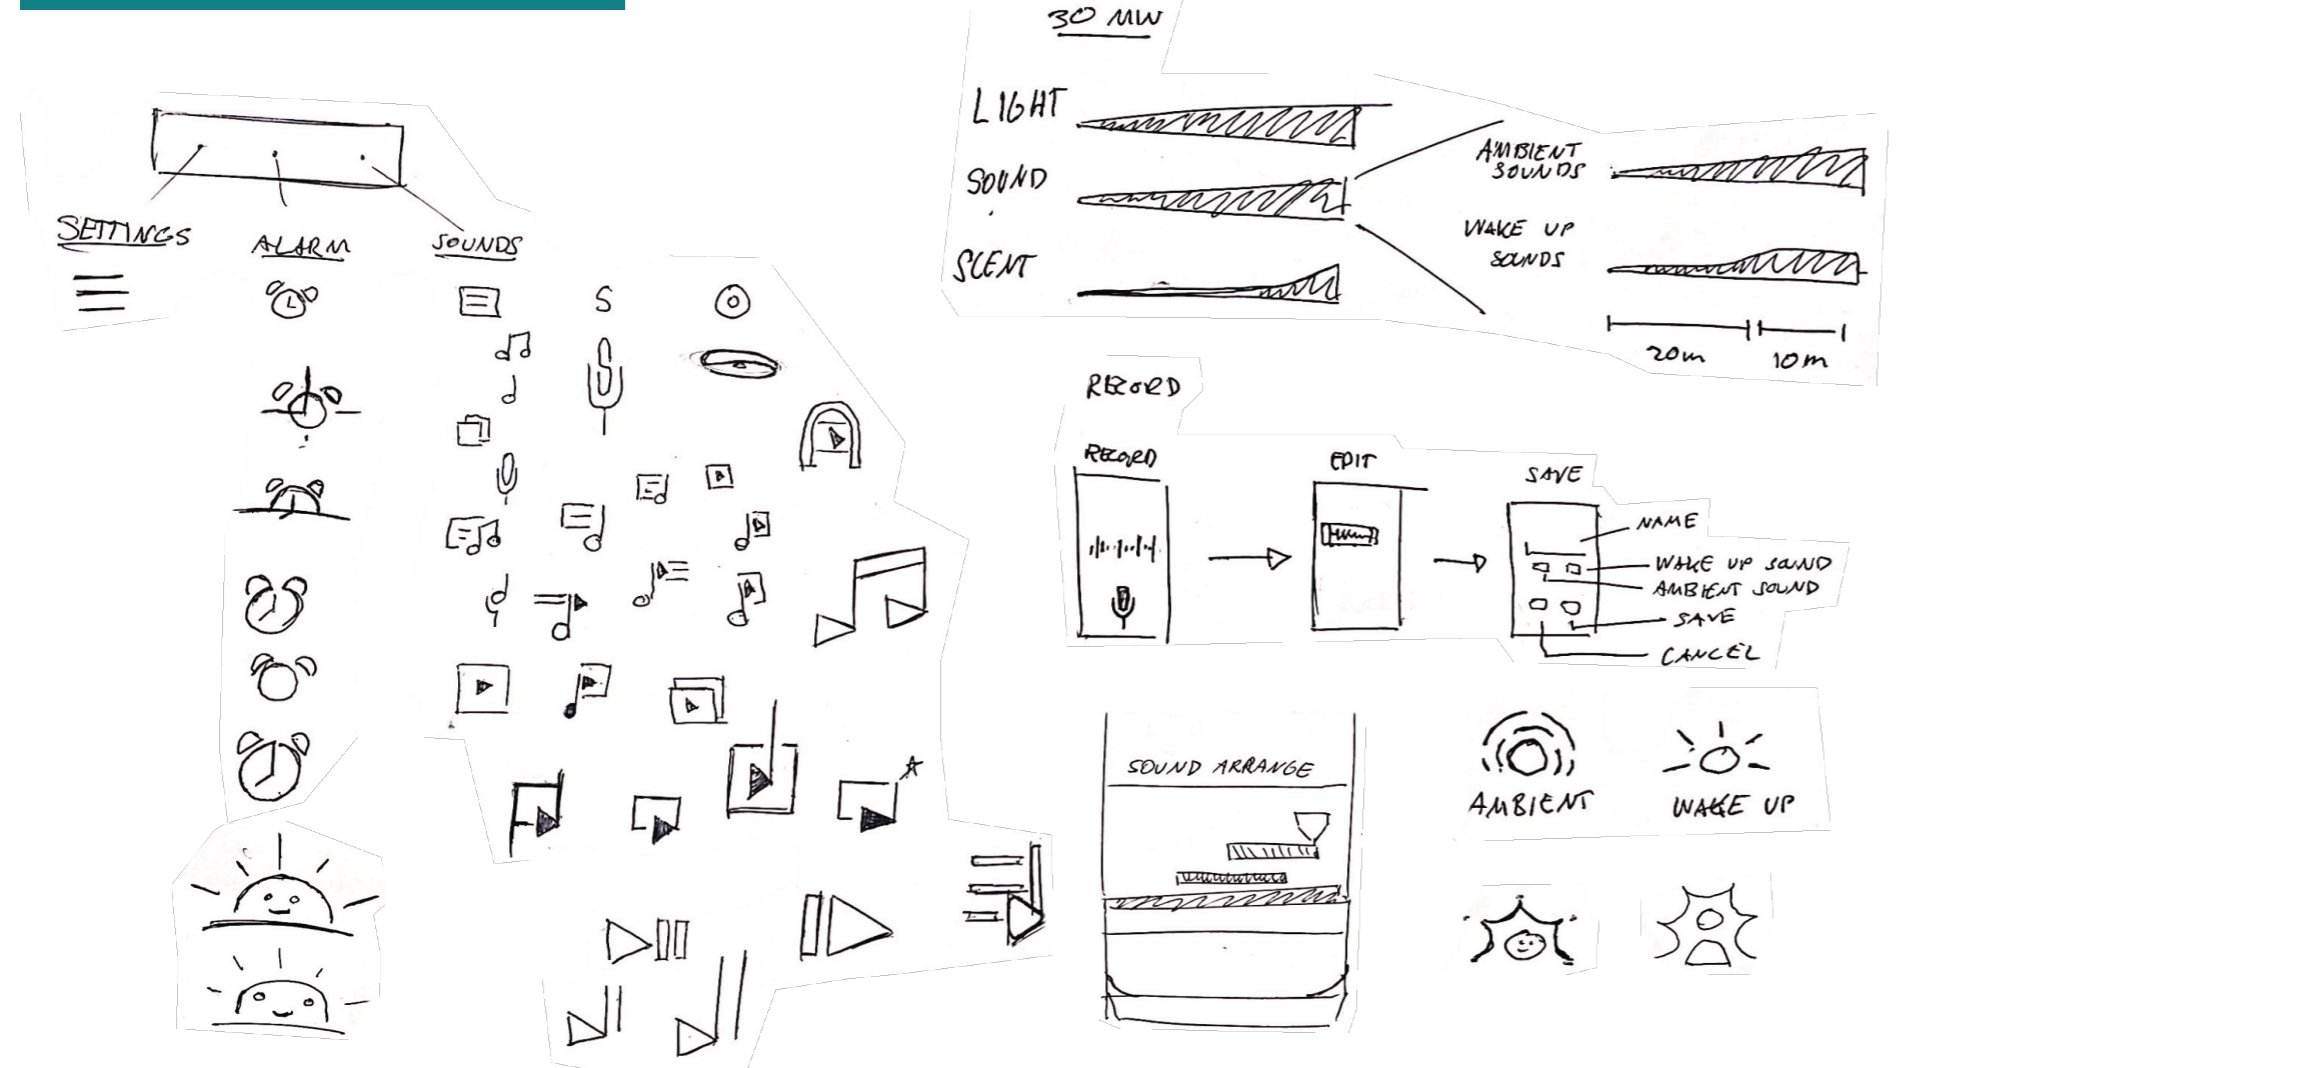 30 MW
LIGHT
SOUND
SCENT
AMBIENT
SOUNDS
WAKE UP
SOUNDS
20m
10m
SETTINGS
ALARM
SOUNDS
S
RECORD
RECORD
EDIT
SAVE
NAME
WAKE UP SOUND
AMBIENT SOUND
SAVE
CANCEL
SOUND ARRANGE
AMBIENT
WAKE UP